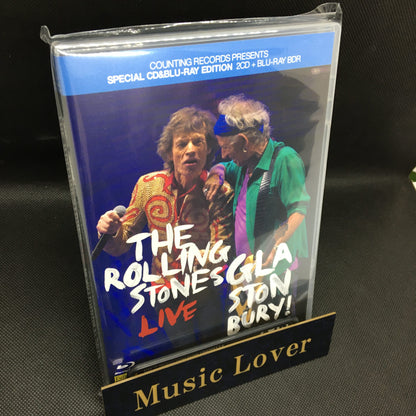 COUNTING RECORDS PRESENTS
SPECIAL CD&BLU-RAY EDITION 2CD + BLU-RAY BDR
THE
ROLLING
STONES
LIVE
GLA
STON
BURY!
Music Lover